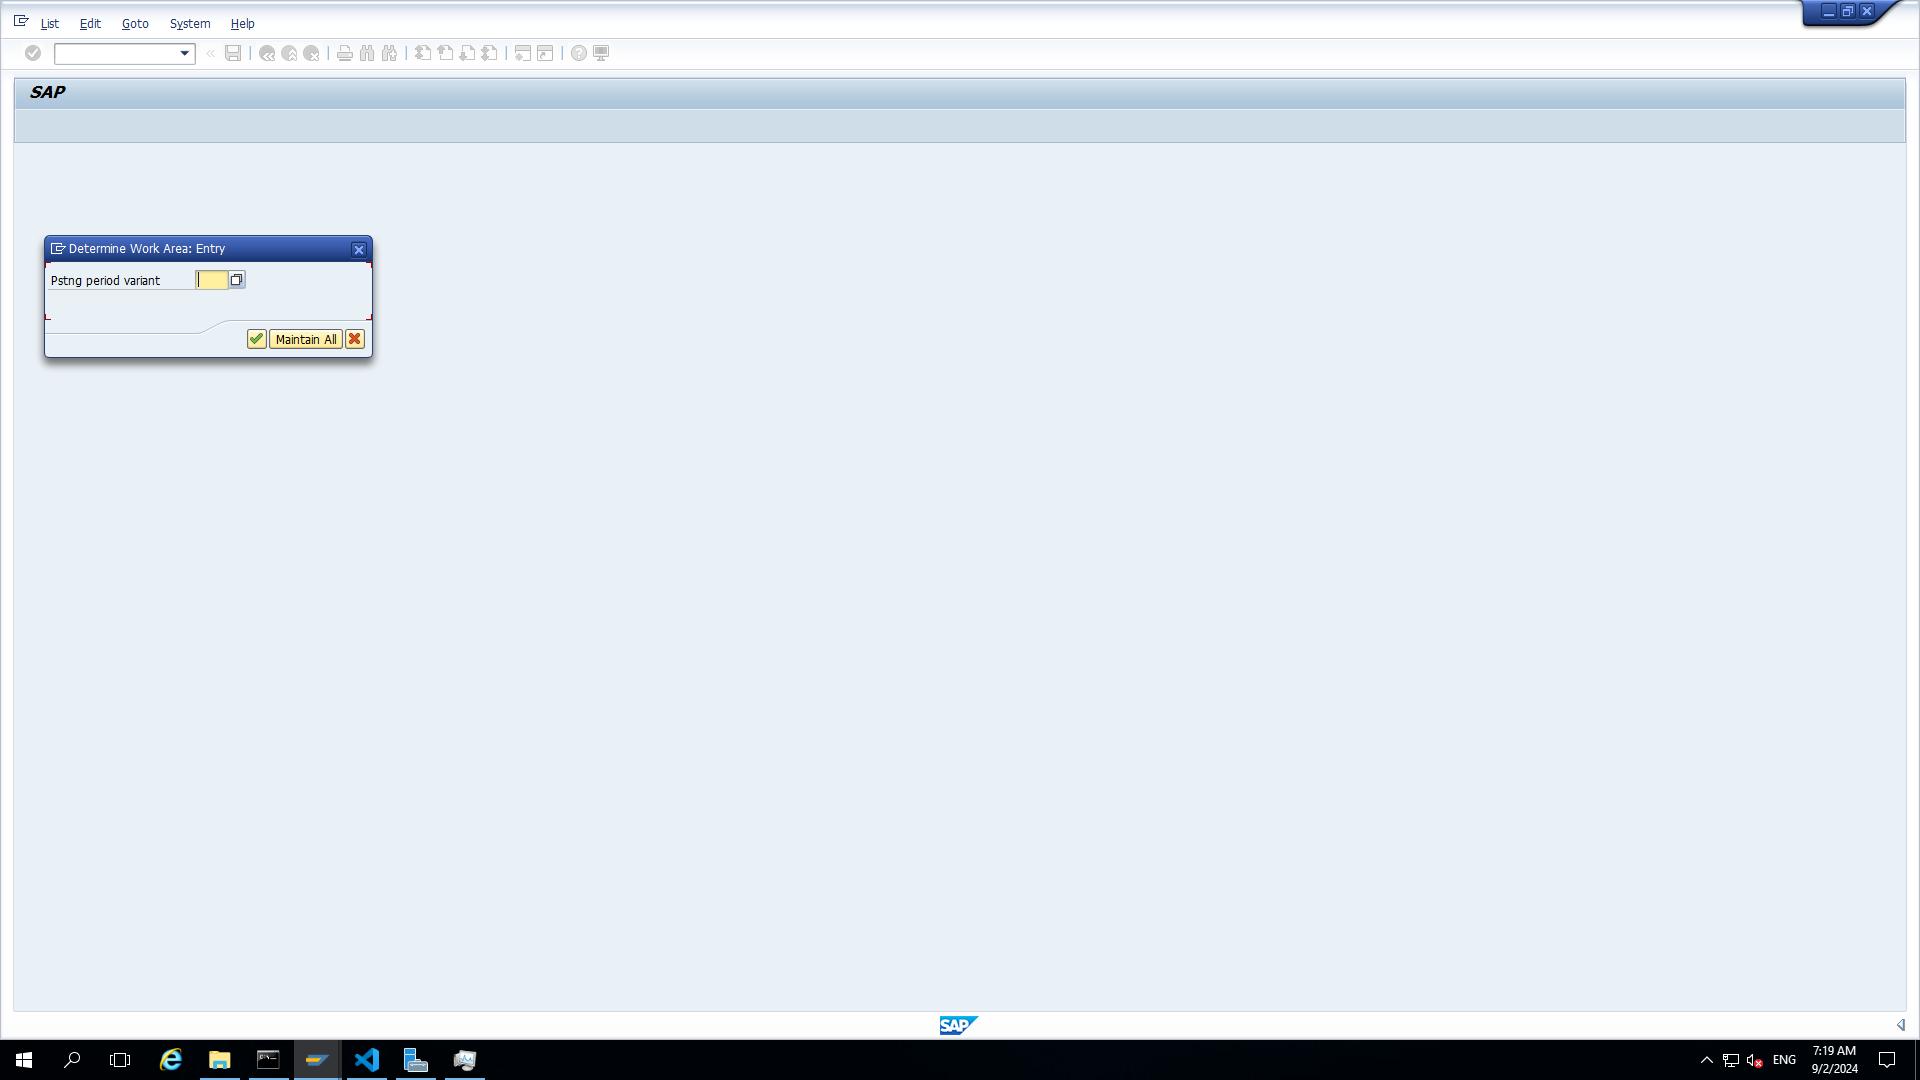 List Edit Goto System Help
SAP
Determine Work Area: Entry
Pstng period variant
Maintain All
SAP
ENG
7:19 AM
9/2/2024